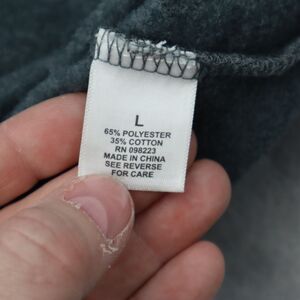 L
65% POLYESTER
35% COTTON
RN 098223
MADE IN CHINA
SEE REVERSE
FOR CARE